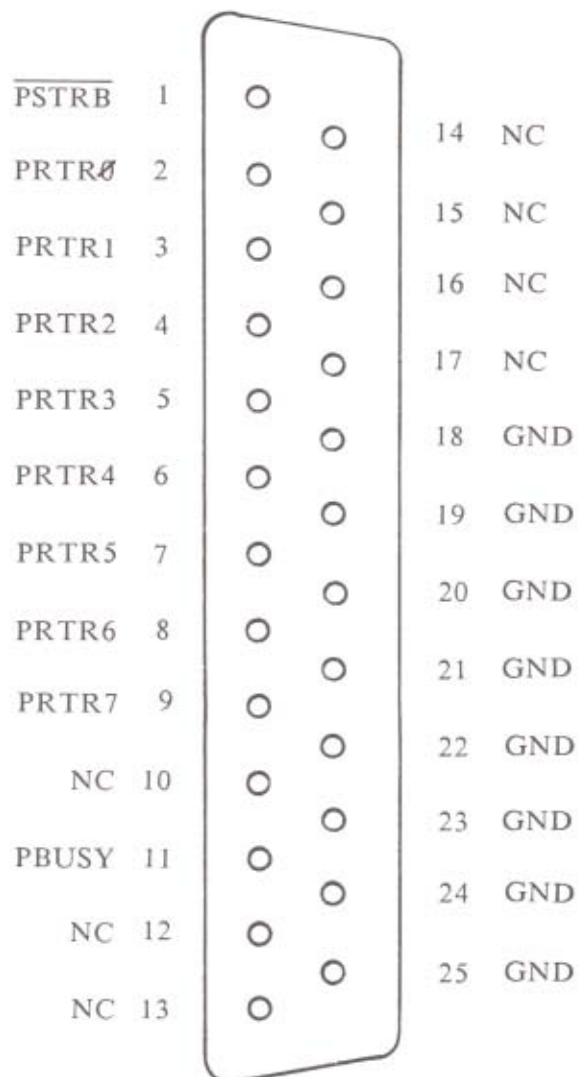 PSTRB 1
PRTR0 2
PRTR1 3
PRTR2 4
PRTR3 5
PRTR4 6
PRTR5 7
PRTR6 8
PRTR7 9
NC 10
PBUSY 11
NC 12
NC 13
14 NC
15 NC
16 NC
17 NC
18 GND
19 GND
20 GND
21 GND
22 GND
23 GND
24 GND
25 GND